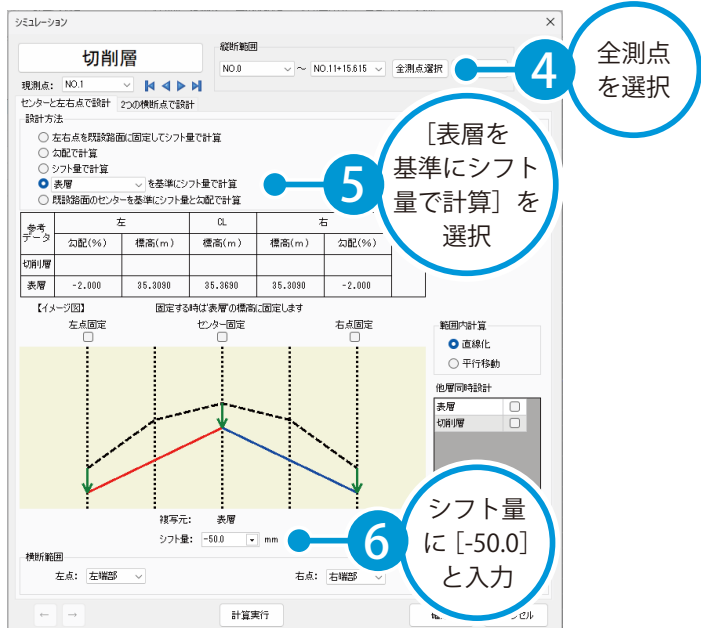 シミュレーション
×
切削層
縦断範囲
NO.0 ～ NO.11+15.615 全測点選択
4
全測点
を選択
現測点: NO.1
センターと左右点で設計 2つの横断点で設計
設計方法
左右点を既設路面に固定してシフト量で計算
勾配で計算
シフト量で計算
表層 を基準にシフト量で計算
既設路面のセンターを基準にシフト量と勾配で計算
5
［表層を
基準にシフト
量で計算］を
選択
参考
データ
左 CL 右
勾配(%) 標高(m) 標高(m) 標高(m) 勾配(%)
切削層
表層 -2.000 35.3090 35.3690 35.3090 -2.000
【イメージ図】 固定する時は'表層'の標高に固定します
左点固定 センター固定 右点固定
範囲内計算
直線化
平行移動
他層同時設計
表層
切削層
複写元: 表層
シフト量: -50.0 mm
6
シフト量
に［-50.0］
と入力
横断範囲
左点: 左端部 右点: 右端部
← → 計算実行